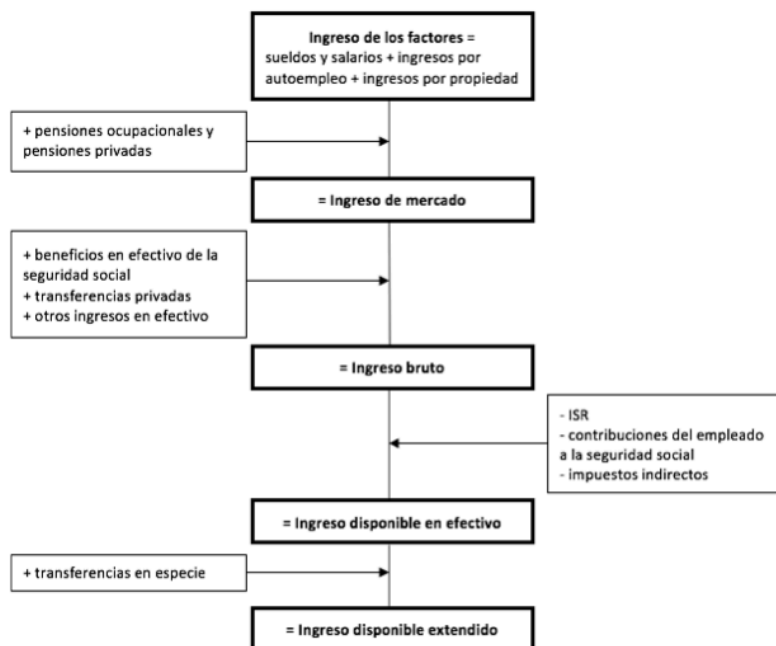 Ingreso de los factores =
sueldos y salarios + ingresos por
autoempleo + ingresos por propiedad
+ pensiones ocupacionales y
pensiones privadas
= Ingreso de mercado
+ beneficios en efectivo de la
seguridad social
+ transferencias privadas
+ otros ingresos en efectivo
= Ingreso bruto
- ISR
- contribuciones del empleado
a la seguridad social
- impuestos indirectos
= Ingreso disponible en efectivo
+ transferencias en especie
= Ingreso disponible extendido